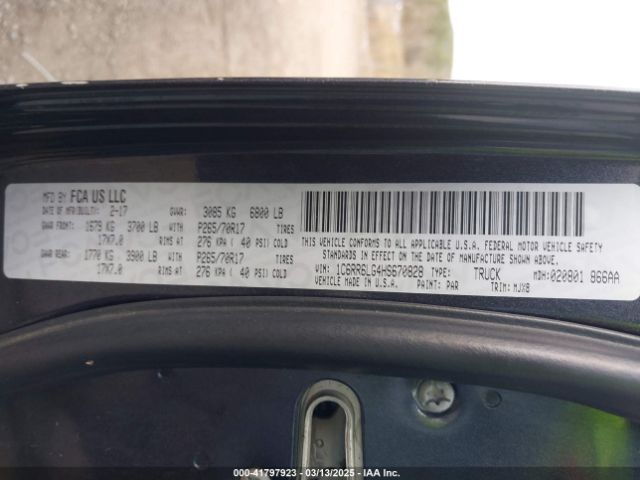 MFD BY FCA US LLC
DATE OF MFD(BUILT): 2-17 GVWR: 3085 KG 6800 LB
GAWR FRONT: 1679 KG 3700 LB WITH P265/70R17 TIRES
17X7.0 RIMS AT 276 KPA ( 40 PSI) COLD
GAWR REAR: 1770 KG 3900 LB WITH P265/70R17 TIRES
17X7.0 RIMS AT 276 KPA ( 40 PSI) COLD
THIS VEHICLE CONFORMS TO ALL APPLICABLE
U.S.A. FEDERAL MOTOR VEHICLE SAFETY
STANDARDS IN EFFECT ON THE DATE OF MANUFACTURE SHOWN ABOVE.
VIN: 1C6RR6LG4HS670828 TYPE: TRUCK MDH: 020801 866AA
VEHICLE MADE IN U.S.A. PAINT: PAR TRIM: MJX8
© - 41797923 - 03/13/2025 - IAA Inc.